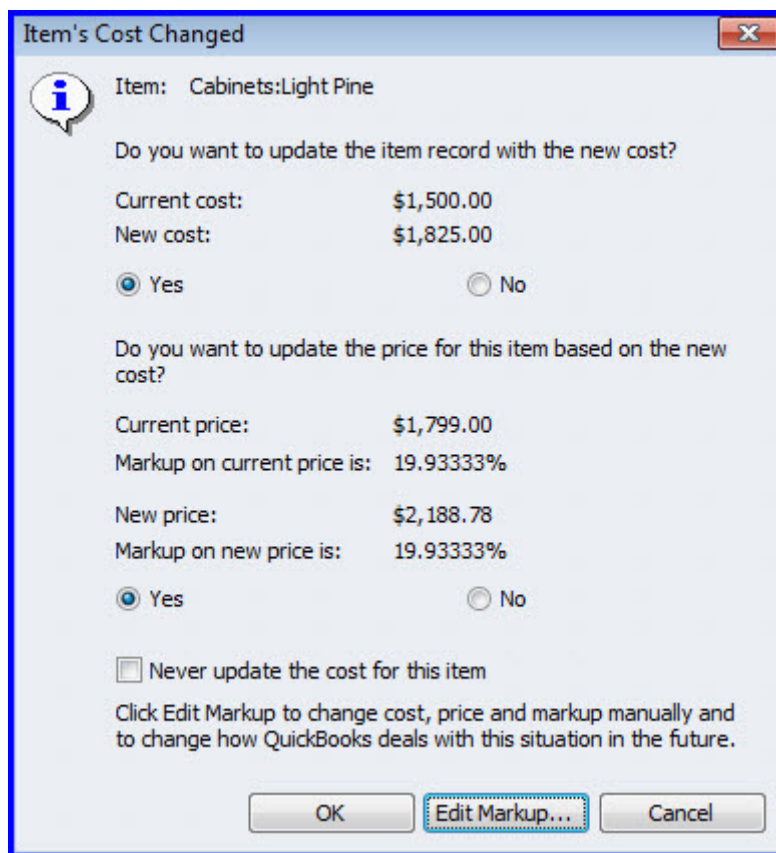 Item's Cost Changed
Item: Cabinets:Light Pine
Do you want to update the item record with the new cost?
Current cost: $1,500.00
New cost: $1,825.00
Yes No
Do you want to update the price for this item based on the new
cost?
Current price: $1,799.00
Markup on current price is: 19.93333%
New price: $2,188.78
Markup on new price is: 19.93333%
Yes No
Never update the cost for this item
Click Edit Markup to change cost, price and markup manually and
to change how QuickBooks deals with this situation in the future.
OK Edit Markup... Cancel